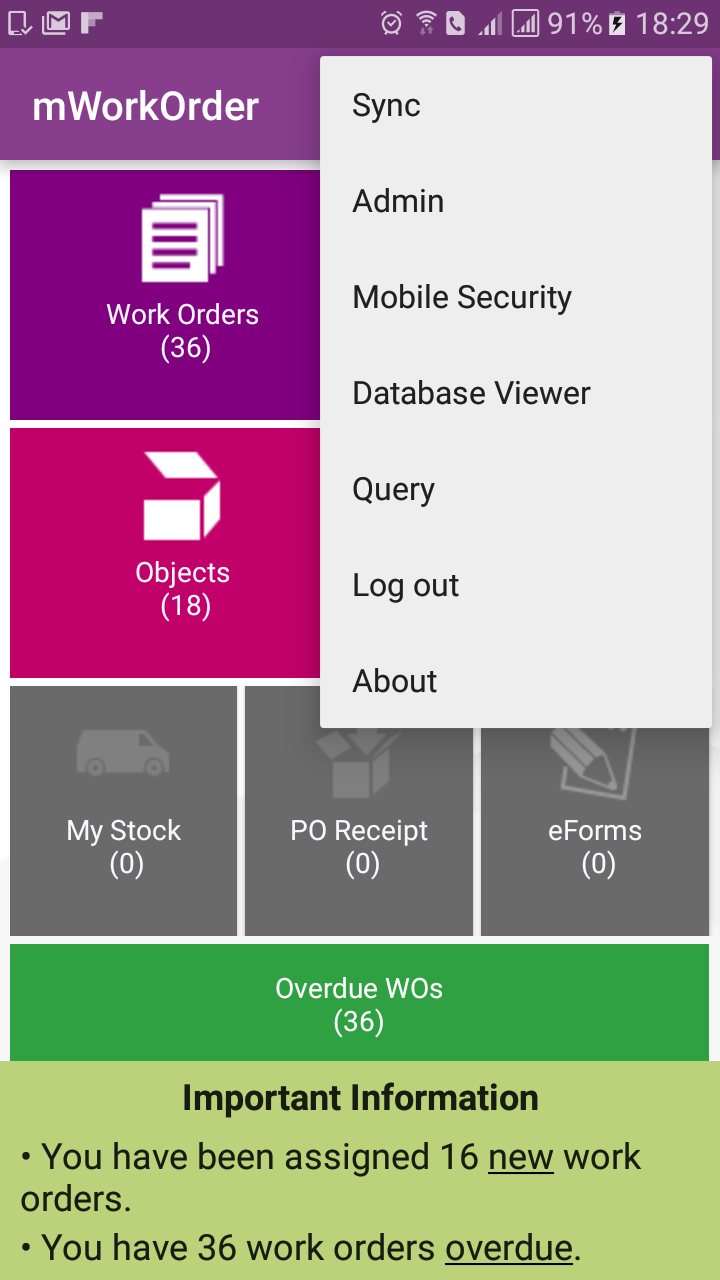 91% 18:29
mWorkOrder
Sync
Admin
Mobile Security
Database Viewer
Query
Log out
About
Work Orders
(36)
Objects
(18)
My Stock
(0)
PO Receipt
(0)
eForms
(0)
Overdue WOs
(36)
Important Information
• You have been assigned 16 new work
orders.
• You have 36 work orders overdue.